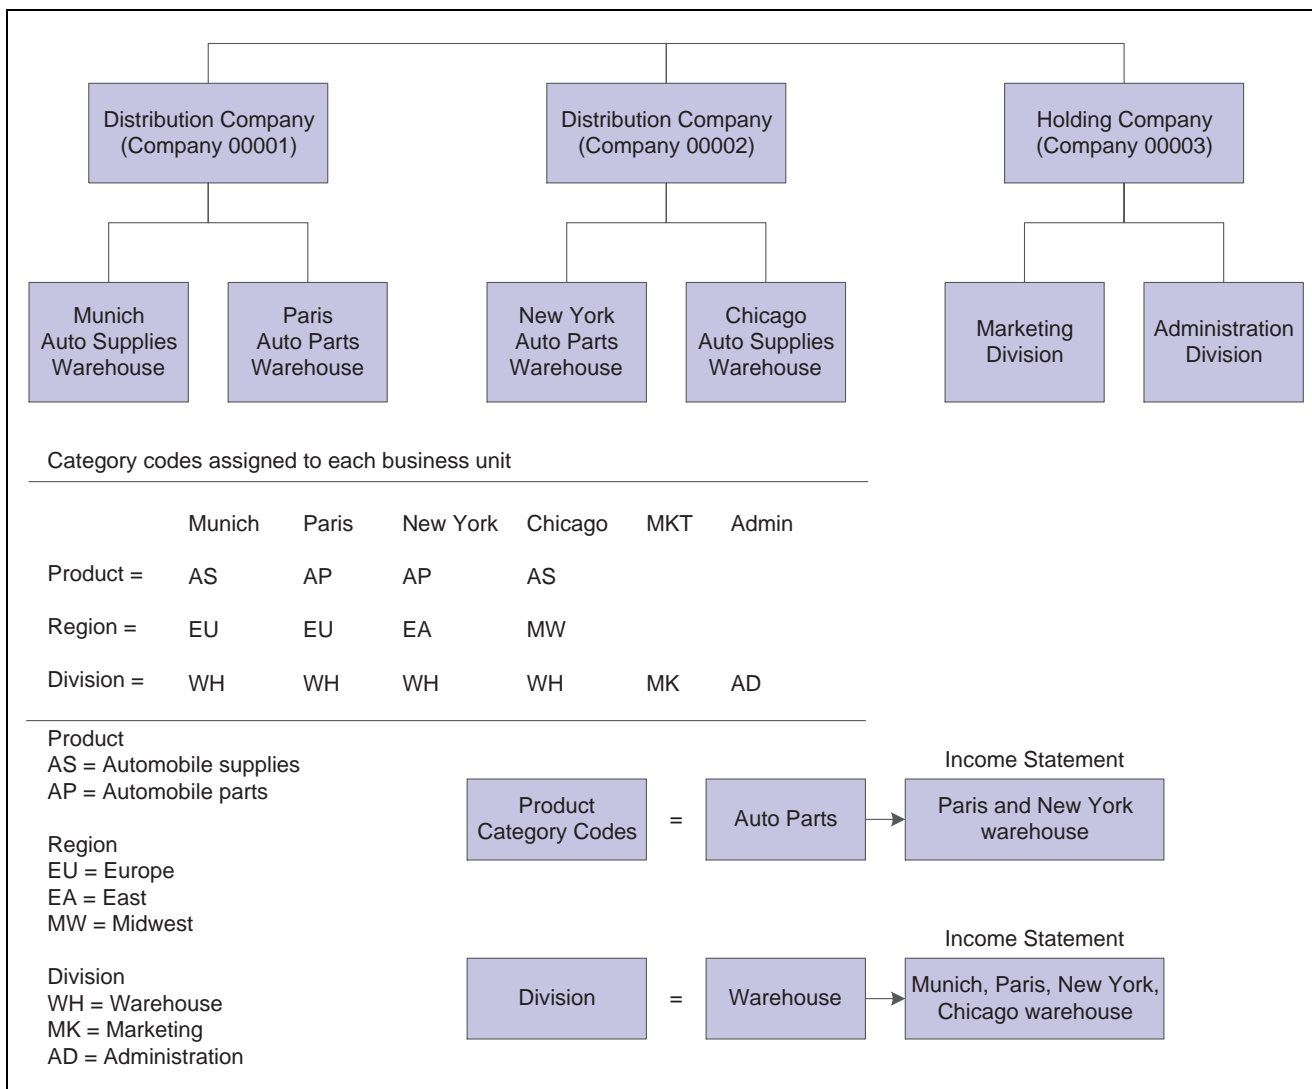 Distribution Company
(Company 00001)
Distribution Company
(Company 00002)
Holding Company
(Company 00003)
Munich
Auto Supplies
Warehouse
Paris
Auto Parts
Warehouse
New York
Auto Parts
Warehouse
Chicago
Auto Supplies
Warehouse
Marketing
Division
Administration
Division
Category codes assigned to each business unit
Munich Paris New York Chicago MKT Admin
Product = AS AP AP AS
Region = EU EU EA MW
Division = WH WH WH WH MK AD
Product
AS = Automobile supplies
AP = Automobile parts
Region
EU = Europe
EA = East
MW = Midwest
Division
WH = Warehouse
MK = Marketing
AD = Administration
Income Statement
Product
Category Codes
=
Auto Parts
Paris and New York
warehouse
Income Statement
Division
=
Warehouse
Munich, Paris, New York,
Chicago warehouse